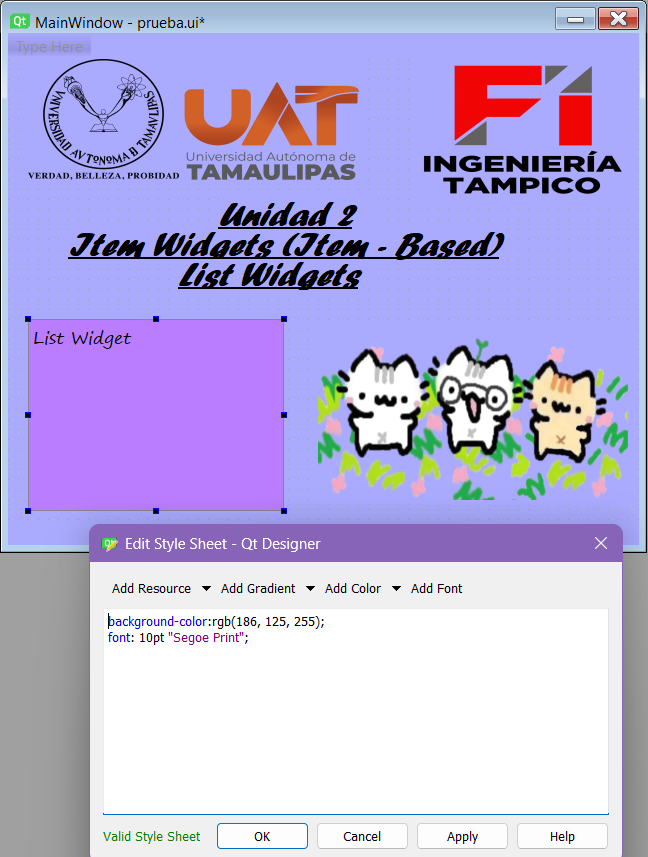 MainWindow - prueba.ui*
Type Here
UNIVERSIDAD AUTONOMA DE TAMAULIPAS
VERDAD, BELLEZA, PROBIDAD
UAT
Universidad Autónoma de
TAMAULIPAS
FI
INGENIERÍA
TAMPICO
Unidad 2
Item Widgets (Item - Based)
List Widgets
List Widget
Edit Style Sheet - Qt Designer
Add Resource Add Gradient Add Color Add Font
background-color:rgb(186, 125, 255);
font: 10pt "Segoe Print";
Valid Style Sheet OK Cancel Apply Help